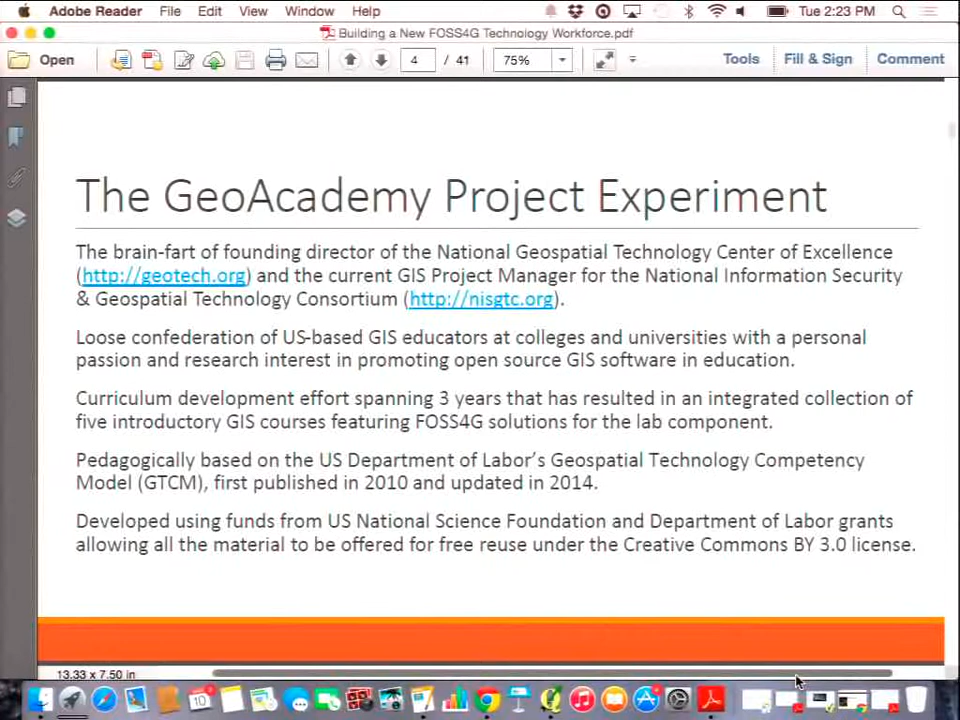 Adobe Reader File Edit View Window Help Tue 2:23 PM
Building a New FOSS4G Technology Workforce.pdf
Open 4 / 41 75% Tools Fill & Sign Comment
The GeoAcademy Project Experiment
The brain-fart of founding director of the National Geospatial Technology Center of Excellence
(http://geotech.org) and the current GIS Project Manager for the National Information Security
& Geospatial Technology Consortium (http://nisgtc.org).
Loose confederation of US-based GIS educators at colleges and universities with a personal
passion and research interest in promoting open source GIS software in education.
Curriculum development effort spanning 3 years that has resulted in an integrated collection of
five introductory GIS courses featuring FOSS4G solutions for the lab component.
Pedagogically based on the US Department of Labor's Geospatial Technology Competency
Model (GTCM), first published in 2010 and updated in 2014.
Developed using funds from US National Science Foundation and Department of Labor grants
allowing all the material to be offered for free reuse under the Creative Commons BY 3.0 license.
13.33 x 7.50 in
10